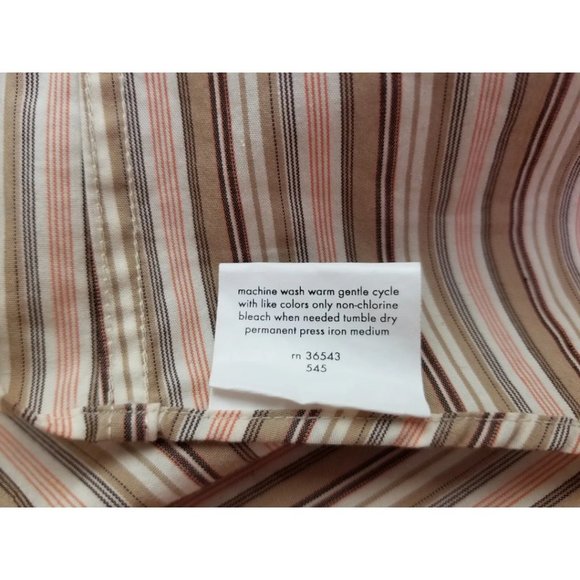 machine wash warm gentle cycle
with like colors only non-chlorine
bleach when needed tumble dry
permanent press iron medium
rn 36543
545